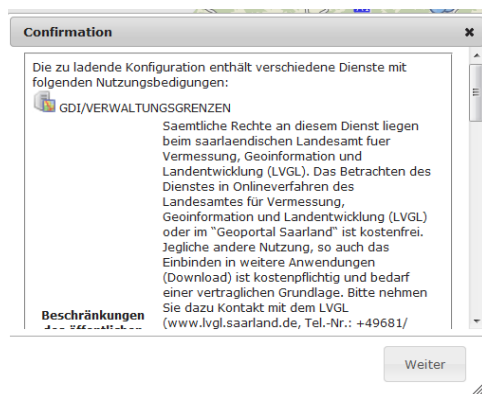 Confirmation
Die zu ladende Konfiguration enthält verschiedene Dienste mit
folgenden Nutzungsbedigungen:
GDI/VERWALTUNGSGRENZEN
Saemtliche Rechte an diesem Dienst liegen
beim saarlaendischen Landesamt fuer
Vermessung, Geoinformation und
Landentwicklung (LVGL). Das Betrachten des
Dienstes in Onlineverfahren des
Landesamtes für Vermessung,
Geoinformation und Landentwicklung (LVGL)
oder im "Geoportal Saarland" ist kostenfrei.
Jegliche andere Nutzung, so auch das
Einbinden in weitere Anwendungen
(Download) ist kostenpflichtig und bedarf
einer vertraglichen Grundlage. Bitte nehmen
Sie dazu Kontakt mit dem LVGL
(www.lvgl.saarland.de, Tel.-Nr.: +49681/
Beschränkungen
des öffentlichen
Weiter